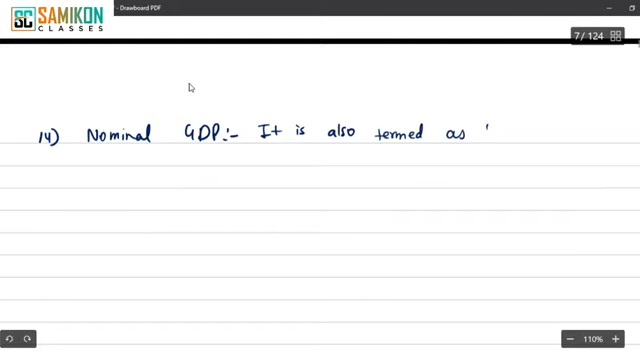 SC SAMIKON CLASSES
- Drawboard PDF
7 / 124
14) Nominal GDP:- It is also termed as '
110%